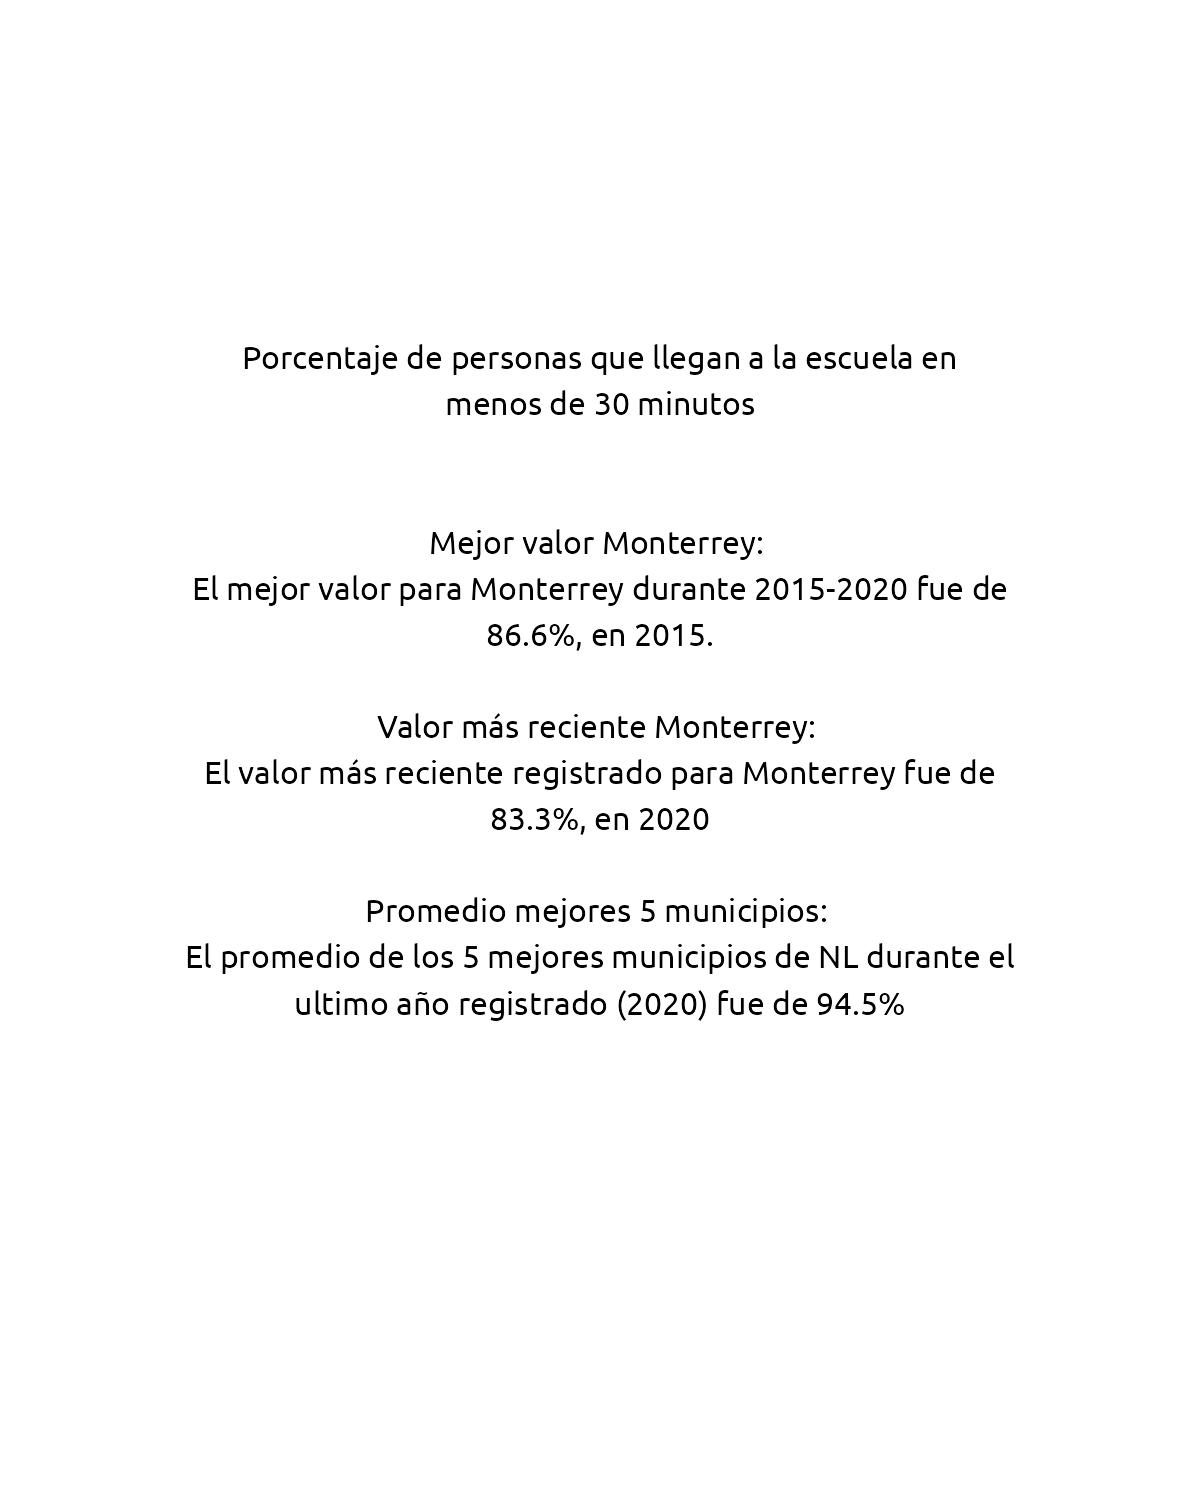 Porcentaje de personas que llegan a la escuela en
menos de 30 minutos
Mejor valor Monterrey:
El mejor valor para Monterrey durante 2015-2020 fue de
86.6%, en 2015.
Valor más reciente Monterrey:
El valor más reciente registrado para Monterrey fue de
83.3%, en 2020
Promedio mejores 5 municipios:
El promedio de los 5 mejores municipios de NL durante el
ultimo año registrado (2020) fue de 94.5%